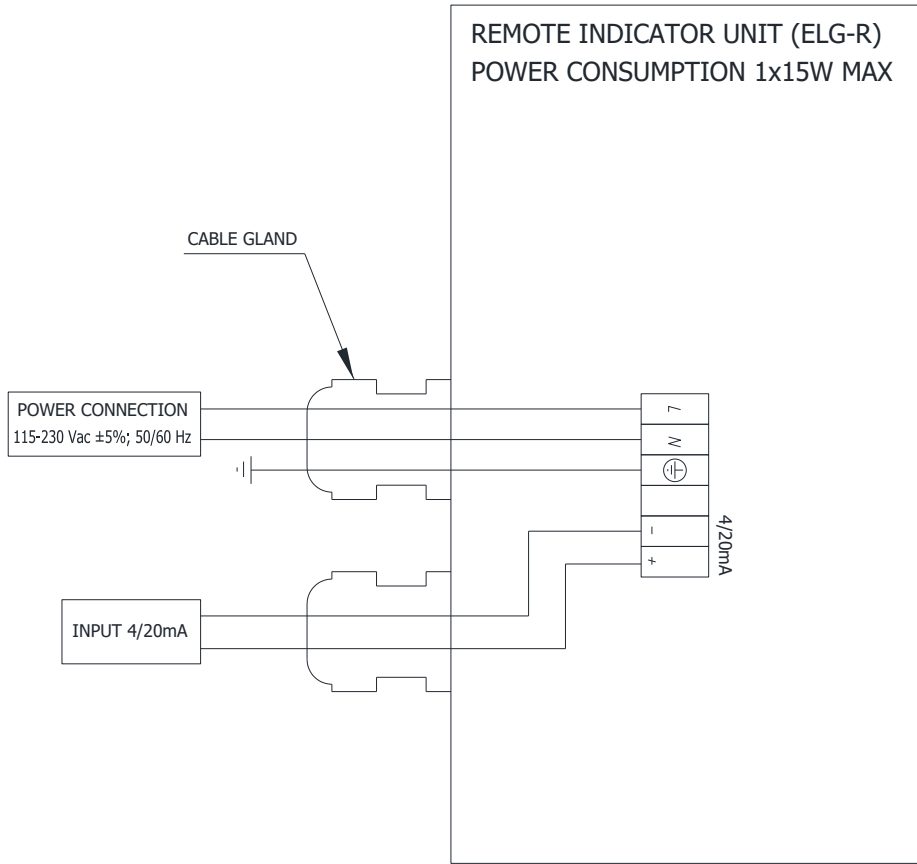 REMOTE INDICATOR UNIT (ELG-R)
POWER CONSUMPTION 1x15W MAX
CABLE GLAND
POWER CONNECTION
115-230 Vac ±5%; 50/60 Hz
L
N
-
+
4/20mA
INPUT 4/20mA